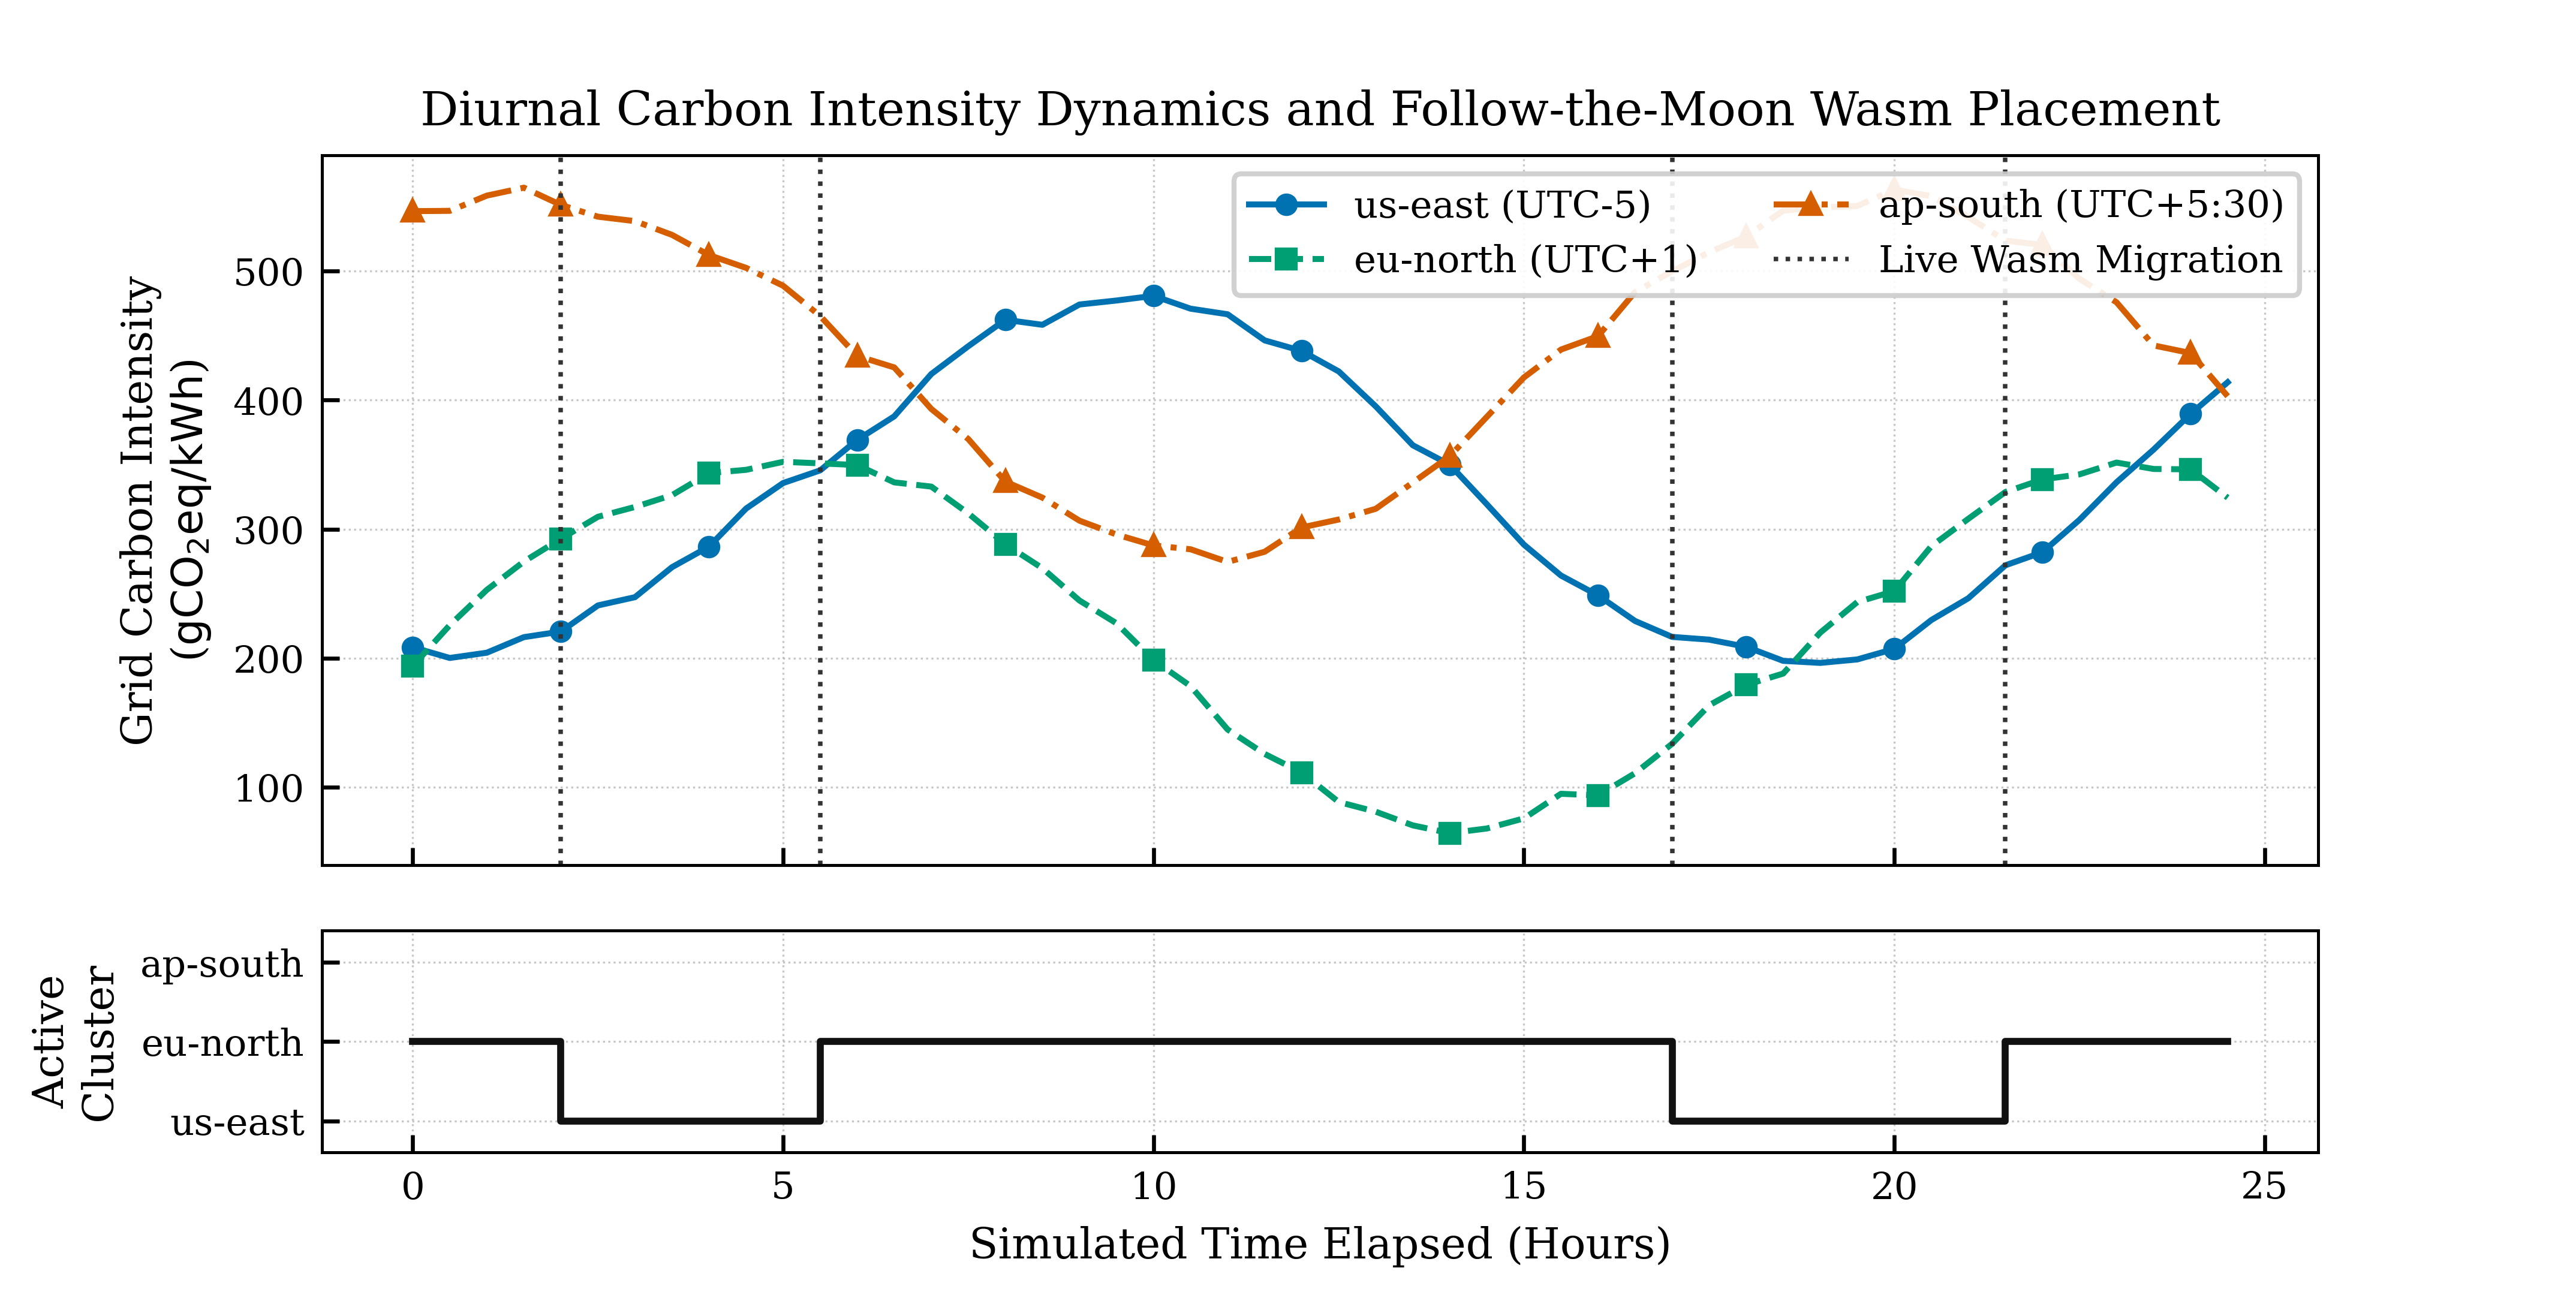 Diurnal Carbon Intensity Dynamics and Follow-the-Moon Wasm Placement
Grid Carbon Intensity
(gCO₂eq/kWh)
500
400
300
200
100
us-east (UTC-5)
eu-north (UTC+1)
ap-south (UTC+5:30)
Live Wasm Migration
Active
Cluster
ap-south
eu-north
us-east
0
5
10
15
20
25
Simulated Time Elapsed (Hours)